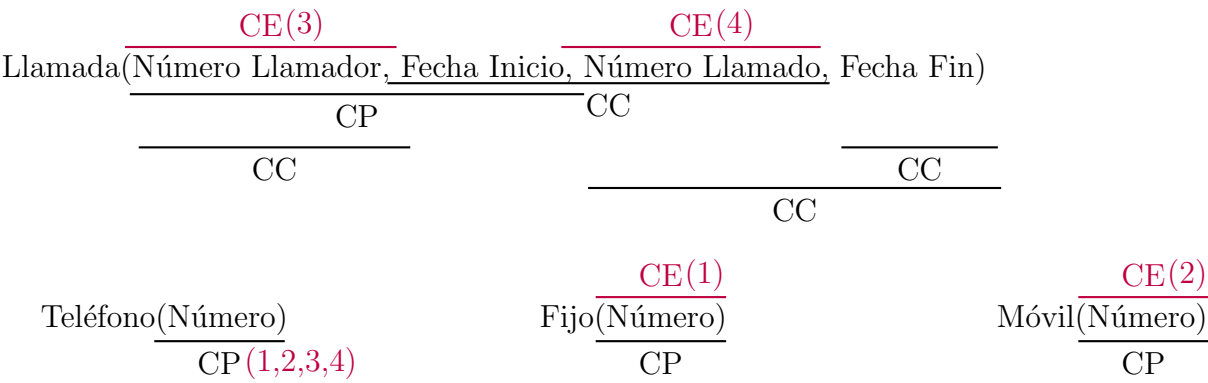 CE(3) CE(4)
Llamada(Número Llamador, Fecha Inicio, Número Llamado, Fecha Fin)
CC
CP
CC CC
CC
CE(1) CE(2)
Teléfono(Número) Fijo(Número) Móvil(Número)
CP(1,2,3,4) CP CP